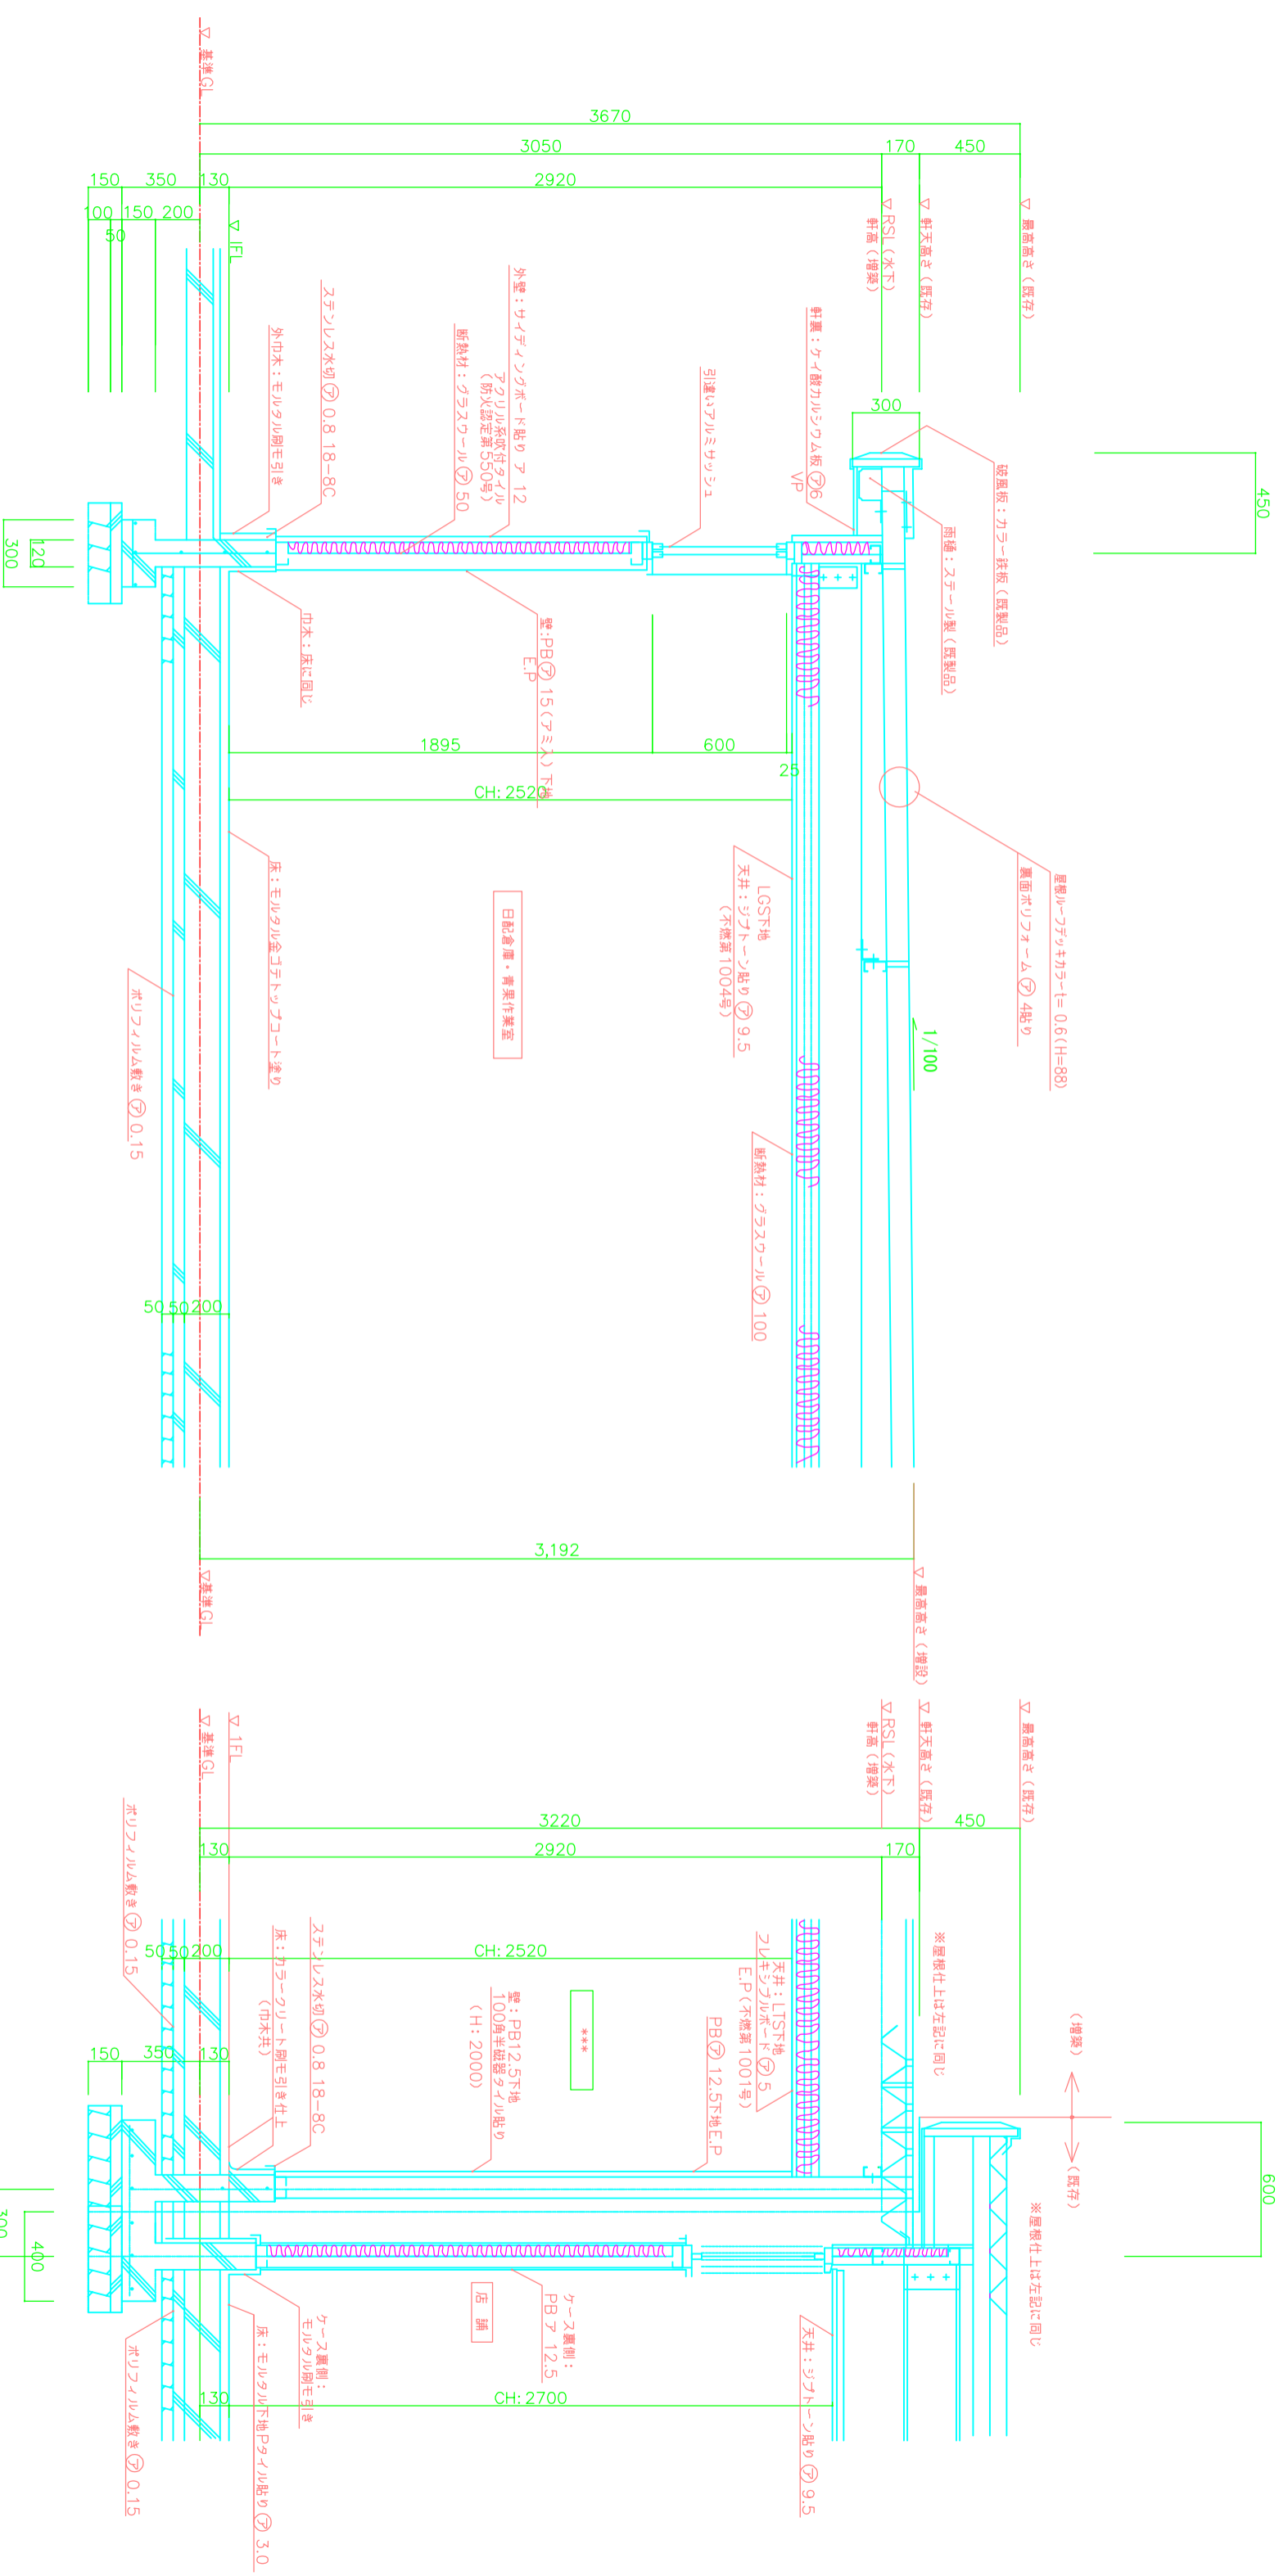 ▽ 基準GL
3670
3050
170
450
150
350
130
2920
100
150
200
50
▽ 1FL
▽ RSL（水下）
軒高（増築）
▽ 軒天高さ（既存）
▽ 最高高さ（既存）
450
300
破風板：カラー鉄板（既製品）
雨樋：ステール製（既製品）
軒裏：ケイ酸カルシウム板 ㋐6
VP
引違いアルミサッシュ
外壁：サイディングボード貼り ア 12
アクリル系吹付タイル
（防火認定第550号）
断熱材：グラスウール ㋐ 50
ステンレス水切 ㋐ 0.8 18-8C
外巾木：モルタル刷毛引き
120
300
巾木：床に同じ
壁:PB ㋐ 15（アミ入）下地
E.P
1895
600
25
CH: 2520
屋根ルーフデッキカラーt= 0.6(H=88)
裏面ポリフォーム ㋐ 4貼り
1/100
LGS下地
天井：ジプトーン貼り ㋐ 9.5
（不燃第1004号）
日配倉庫・青果作業室
床：モルタル金ゴテトップコート塗り
ポリフィルム敷き ㋐ 0.15
断熱材：グラスウール ㋐ 100
50
50
200
3,192
▽基準GL
▽ 最高高さ（増設）
▽ 基準GL
▽ 1FL
▽ RSL（水下）
軒高（増築）
▽ 軒天高さ（既存）
▽ 最高高さ（既存）
3220
450
130
2920
170
ポリフィルム敷き ㋐ 0.15
50
50
200
CH: 2520
ステンレス水切 ㋐ 0.8 18-8C
床：カラークリート刷毛引き仕上
（巾木共）
壁：PB12.5下地
100角半磁器タイル貼り
（H: 2000）
***
PB ㋐ 12.5下地E.P
天井：LTS下地
フレキシブルボード ㋐ 5
E.P（不燃第1001号）
※屋根仕上は左記に同じ
（増築）
（既存）
150
350
130
600
※屋根仕上は左記に同じ
300
400
ケース裏側：
PB ア 12.5
店 舗
ケース裏側：
モルタル刷毛引き
床：モルタル下地Pタイル貼り ㋐ 3.0
ポリフィルム敷き ㋐ 0.15
130
CH: 2700
天井：ジプトーン貼り ㋐ 9.5